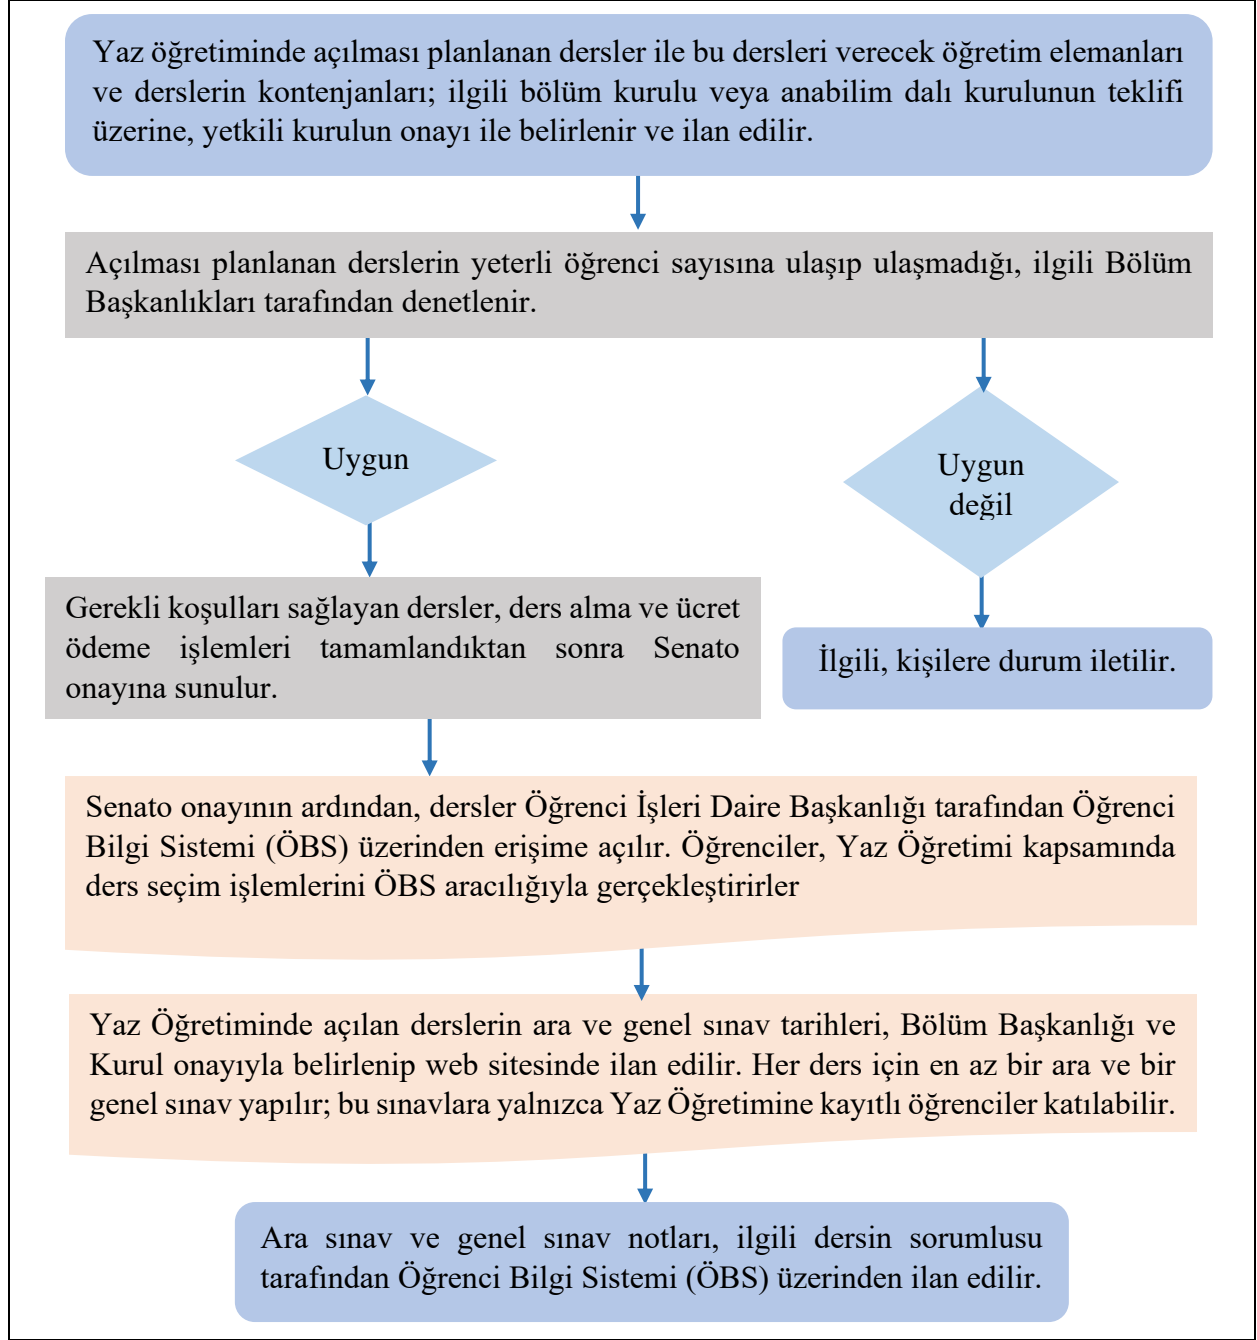 Yaz öğretiminde açılması planlanan dersler ile bu dersleri verecek öğretim elemanları
ve derslerin kontenjanları; ilgili bölüm kurulu veya anabilim dalı kurulunun teklifi
üzerine, yetkili kurulun onayı ile belirlenir ve ilan edilir.
Açılması planlanan derslerin yeterli öğrenci sayısına ulaşıp ulaşmadığı, ilgili Bölüm
Başkanlıkları tarafından denetlenir.
Uygun
Uygun
değil
Gerekli koşulları sağlayan dersler, ders alma ve ücret
ödeme işlemleri tamamlandıktan sonra Senato
onayına sunulur.
İlgili, kişilere durum iletilir.
Senato onayının ardından, dersler Öğrenci İşleri Daire Başkanlığı tarafından Öğrenci
Bilgi Sistemi (ÖBS) üzerinden erişime açılır. Öğrenciler, Yaz Öğretimi kapsamında
ders seçim işlemlerini ÖBS aracılığıyla gerçekleştirirler
Yaz Öğretiminde açılan derslerin ara ve genel sınav tarihleri, Bölüm Başkanlığı ve
Kurul onayıyla belirlenip web sitesinde ilan edilir. Her ders için en az bir ara ve bir
genel sınav yapılır; bu sınavlara yalnızca Yaz Öğretimine kayıtlı öğrenciler katılabilir.
Ara sınav ve genel sınav notları, ilgili dersin sorumlusu
tarafından Öğrenci Bilgi Sistemi (ÖBS) üzerinden ilan edilir.